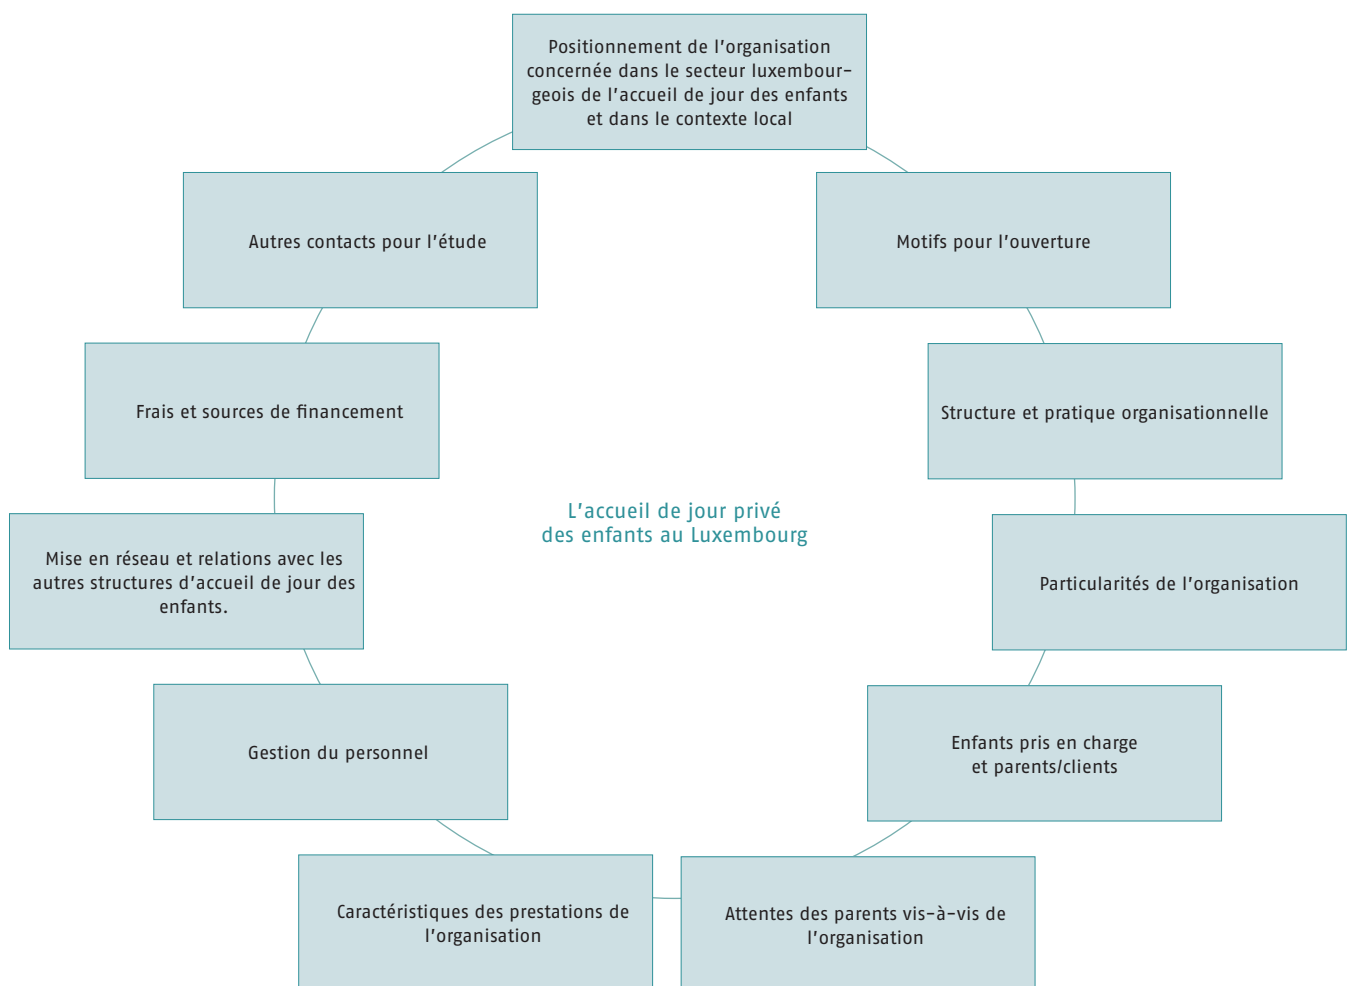 Positionnement de l'organisation
concernée dans le secteur luxembour-
geois de l'accueil de jour des enfants
et dans le contexte local
Autres contacts pour l'étude
Motifs pour l'ouverture
Frais et sources de financement
Structure et pratique organisationnelle
L'accueil de jour privé
des enfants au Luxembourg
Mise en réseau et relations avec les
autres structures d'accueil de jour des
enfants.
Particularités de l'organisation
Gestion du personnel
Enfants pris en charge
et parents/clients
Caractéristiques des prestations de
l'organisation
Attentes des parents vis-à-vis de
l'organisation